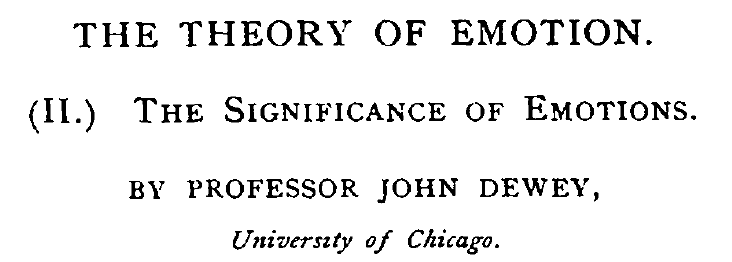 THE THEORY OF EMOTION.
(II.) THE SIGNIFICANCE OF EMOTIONS.
BY PROFESSOR JOHN DEWEY,
University of Chicago.